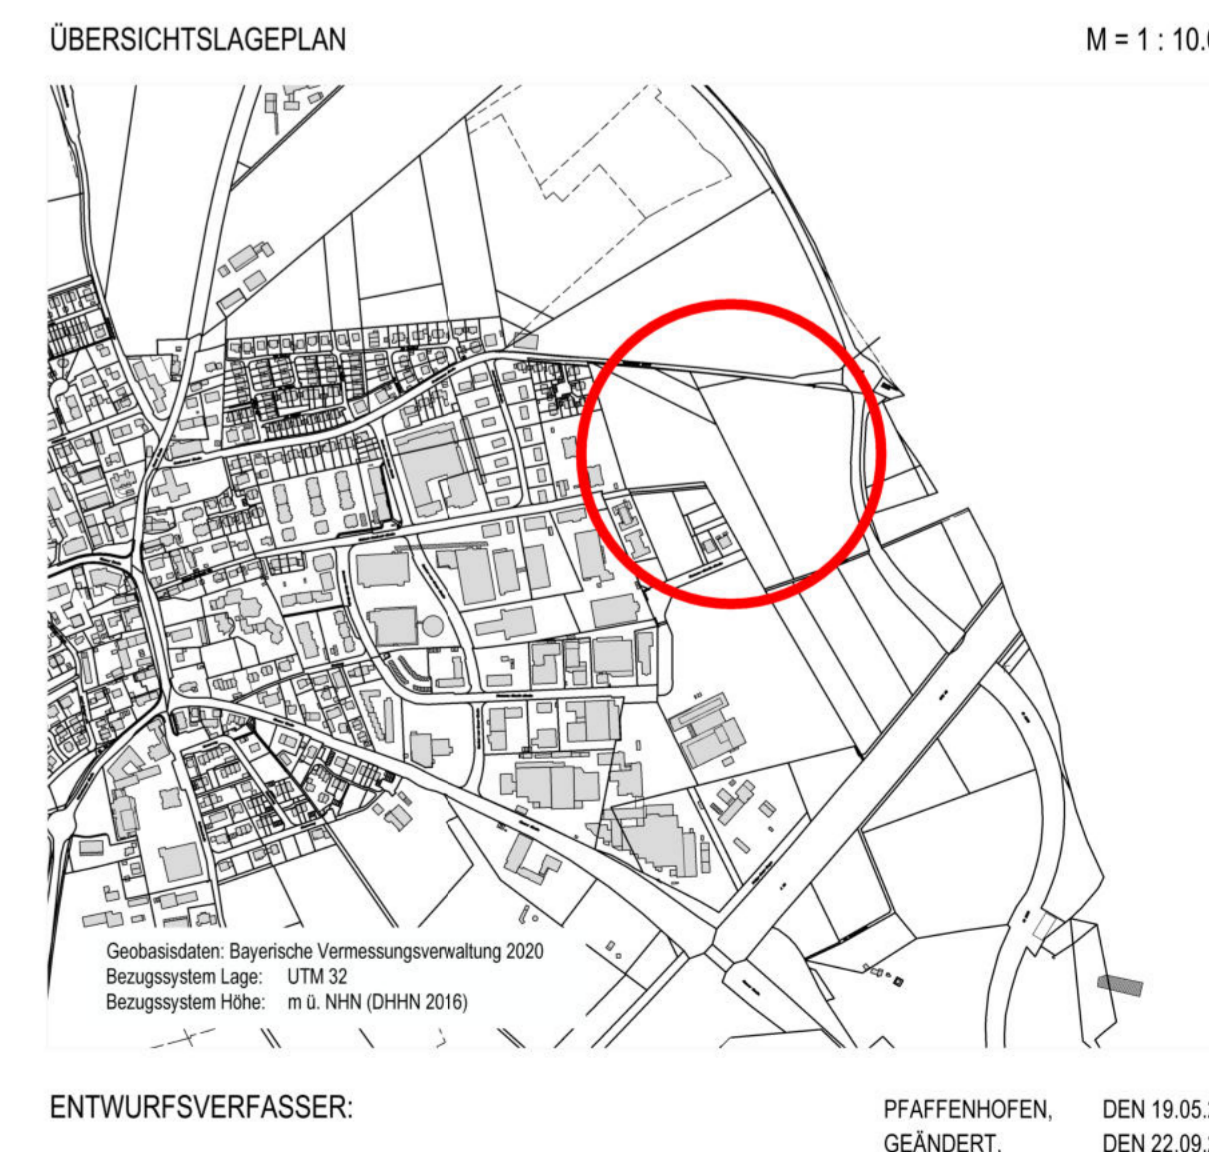 ÜBERSICHTSLAGEPLAN M = 1 : 10.
Geobasisdaten: Bayerische Vermessungsverwaltung 2020
Bezugssystem Lage: UTM 32
Bezugssystem Höhe: m ü. NHN (DHHN 2016)
ENTWURFSVERFASSER:
PFAFFENHOFEN, DEN 19.05.
GEÄNDERT, DEN 22.09.